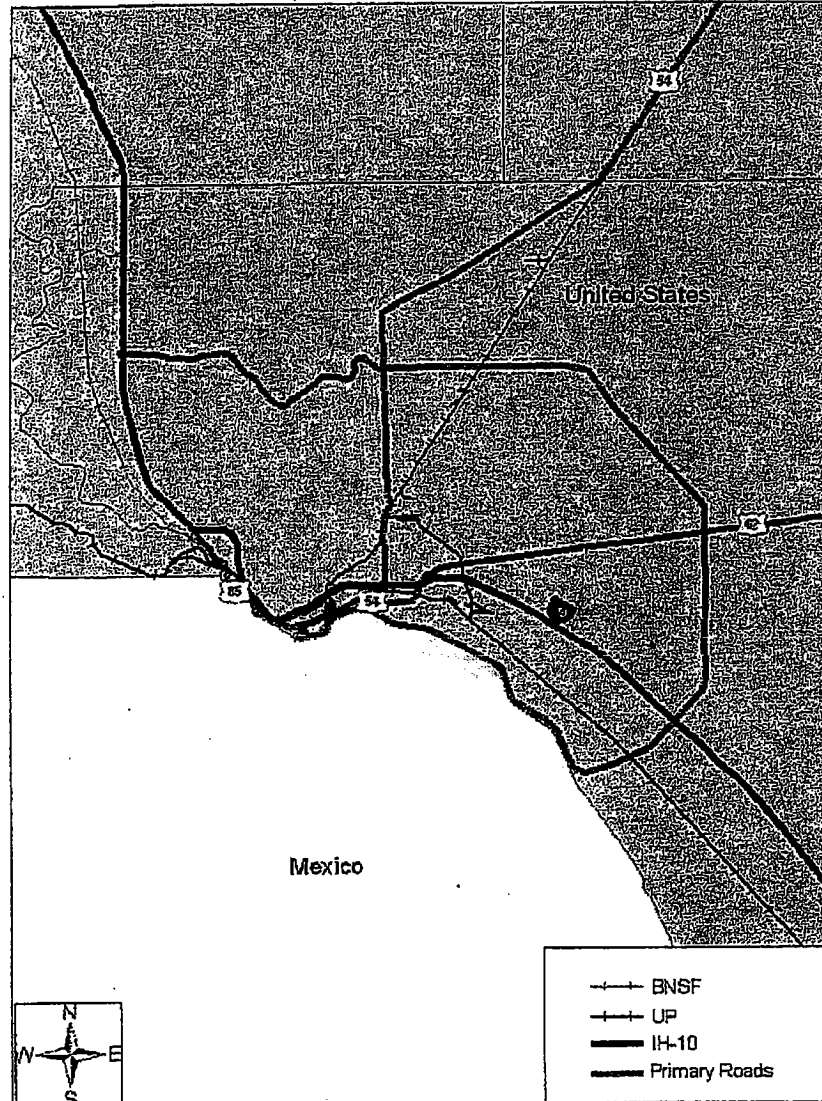 54
United States
62
85
54
Mexico
BNSF
UP
IH-10
Primary Roads
N
W
E
S